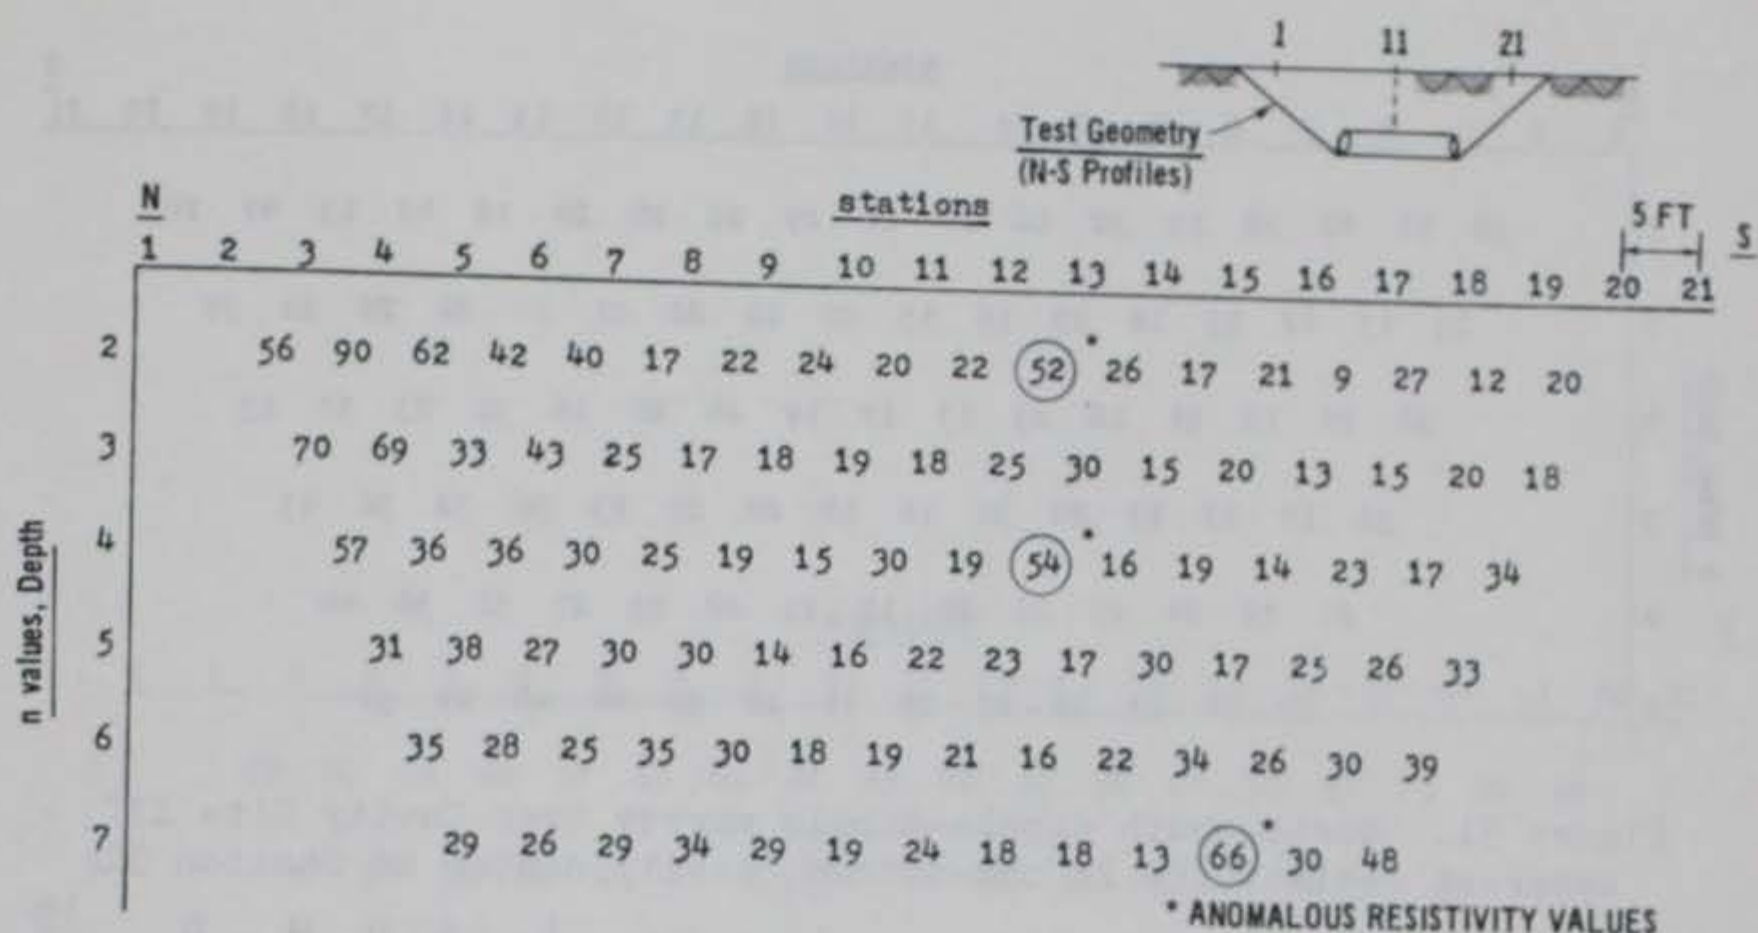 1 11 21
Test Geometry
(N-S Profiles)
N stations 5 FT S
1 2 3 4 5 6 7 8 9 10 11 12 13 14 15 16 17 18 19 20 21
2 56 90 62 42 40 17 22 24 20 22 52* 26 17 21 9 27 12 20
3 70 69 33 43 25 17 18 19 18 25 30 15 20 13 15 20 18
n values, Depth
4 57 36 36 30 25 19 15 30 19 54* 16 19 14 23 17 34
5 31 38 27 30 30 14 16 22 23 17 30 17 25 26 33
6 35 28 25 35 30 18 19 21 16 22 34 26 30 39
7 29 26 29 34 29 19 24 18 18 13 66* 30 48
* ANOMALOUS RESISTIVITY VALUES